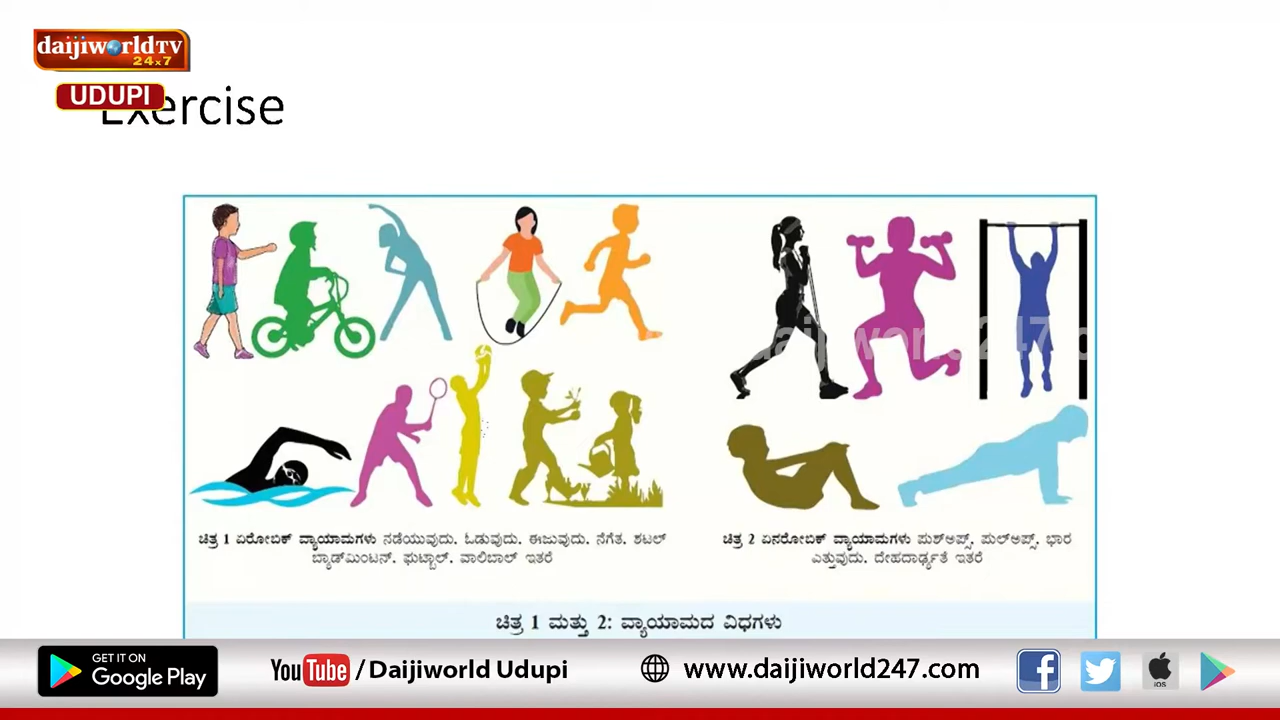 daijiworldTV
24x7
UDUPI
Exercise
daijiworld247.c
ಚಿತ್ರ 1 ಏರೋಬಿಕ್ ವ್ಯಾಯಾಮಗಳು ನಡೆಯುವುದು. ಓಡುವುದು. ಈಜುವುದು. ನೆಗೆತ. ಶಟಲ್
ಬ್ಯಾಡ್‌ಮಿಂಟನ್. ಫುಟ್ಬಾಲ್. ವಾಲಿಬಾಲ್ ಇತರೆ
ಚಿತ್ರ 2 ಏನರೋಬಿಕ್ ವ್ಯಾಯಾಮಗಳು ಪುಶ್‌ಅಪ್ಸ್. ಪುಲ್‌ಅಪ್ಸ್. ಭಾರ
ಎತ್ತುವುದು. ದೇಹದಾರ್ಢ್ಯತೆ ಇತರೆ
ಚಿತ್ರ 1 ಮತ್ತು 2: ವ್ಯಾಯಾಮದ ವಿಧಗಳು
GET IT ON
Google Play
YouTube / Daijiworld Udupi
www.daijiworld247.com
iOS